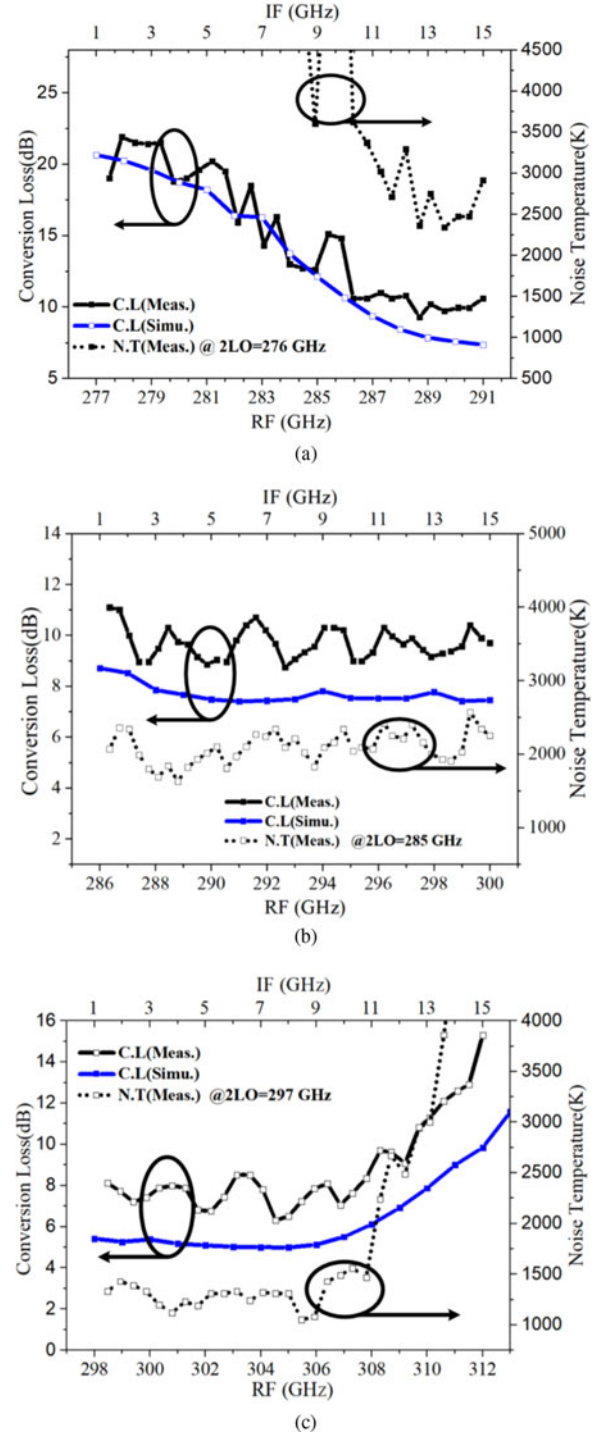 IF (GHz)
1 3 5 7 9 11 13 15
Conversion Loss(dB)
25
20
15
10
5
4500
4000
3500
3000
2500
2000
1500
1000
500
Noise Temperature(K)
C.L(Meas.)
C.L(Simu.)
N.T(Meas.) @ 2LO=276 GHz
277 279 281 283 285 287 289 291
RF (GHz)
(a)
IF (GHz)
1 3 5 7 9 11 13 15
Conversion Loss(dB)
14
12
10
8
6
4
2
5000
4000
3000
2000
1000
Noise Temperature(K)
C.L(Meas.)
C.L(Simu.)
N.T(Meas.) @2LO=285 GHz
286 288 290 292 294 296 298 300
RF (GHz)
(b)
IF (GHz)
1 3 5 7 9 11 13 15
Conversion Loss(dB)
16
14
12
10
8
6
4
2
0
4000
3500
3000
2500
2000
1500
1000
Noise Temperature(K)
C.L(Meas.)
C.L(Simu.)
N.T(Meas.) @2LO=297 GHz
298 300 302 304 306 308 310 312
RF (GHz)
(c)